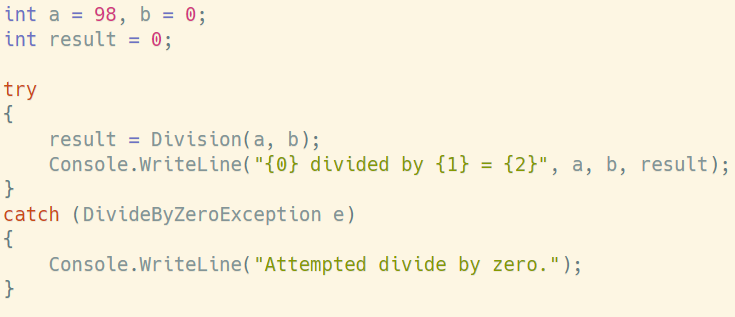 int a = 98, b = 0;
int result = 0;

try
{
    result = Division(a, b);
    Console.WriteLine("{0} divided by {1} = {2}", a, b, result);
}
catch (DivideByZeroException e)
{
    Console.WriteLine("Attempted divide by zero.");
}